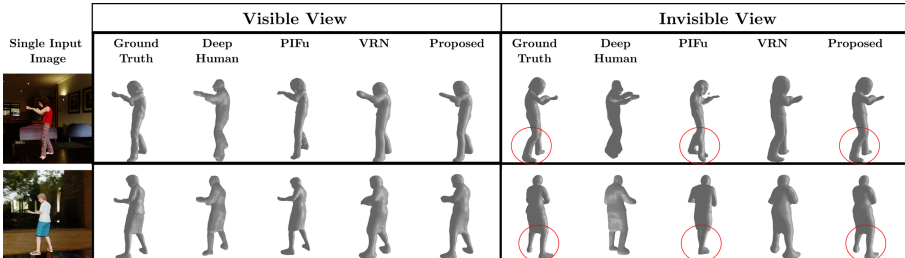 Visible View
Invisible View
Single Input
Image
Ground
Truth
Deep
Human
PIFu
VRN
Proposed
Ground
Truth
Deep
Human
PIFu
VRN
Proposed